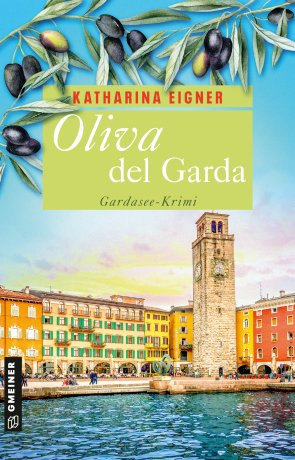 KATHARINA EIGNER
Oliva
del Garda
Gardasee-Krimi
GMEINER